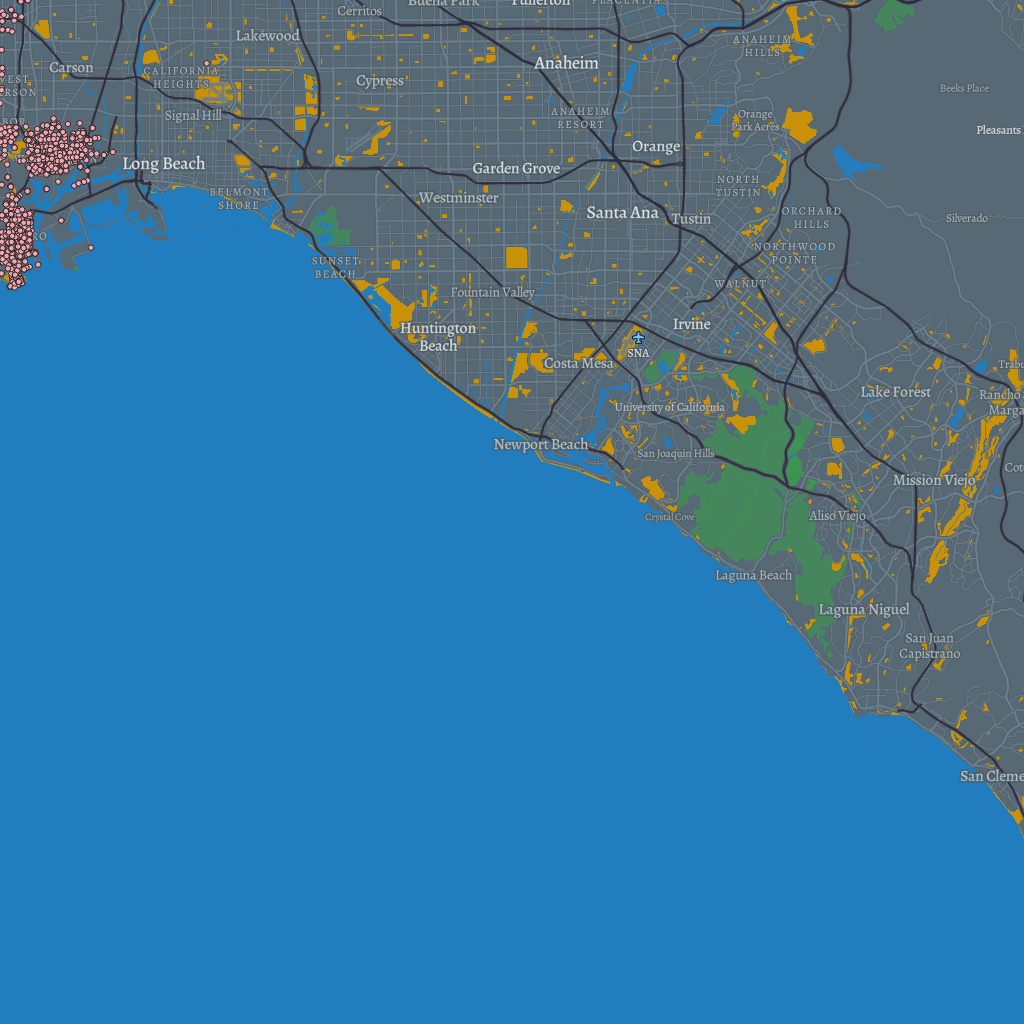 Cerritos
Buena Park
Fullerton
PLACENTIA
Lakewood
ANAHEIM
HILLS
Carson
CALIFORNIA
HEIGHTS
Cypress
Anaheim
Beeks Place
Signal Hill
ANAHEIM
RESORT
Orange
Park Acres
Pleasants
Long Beach
Garden Grove
Orange
BELMONT
SHORE
Westminster
Santa Ana
Tustin
NORTH
TUSTIN
ORCHARD
HILLS
Silverado
SUNSET
BEACH
NORTHWOOD
POINTE
Fountain Valley
WALNUT
Huntington
Beach
Irvine
SNA
Costa Mesa
Lake Forest
Rancho
University of California
Newport Beach
San Joaquin Hills
Mission Viejo
Crystal Cove
Aliso Viejo
Laguna Beach
Laguna Niguel
San Juan
Capistrano
San Cleme